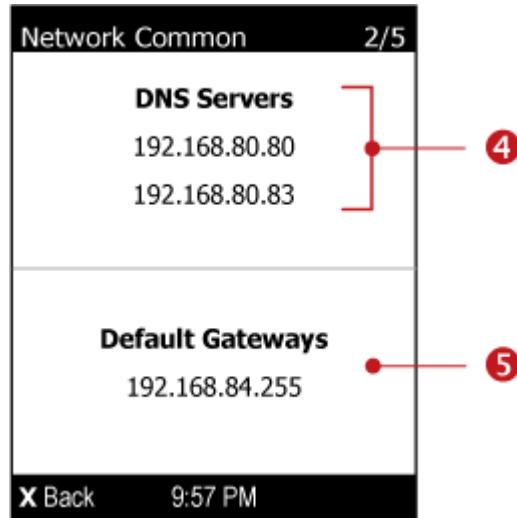 Network Common 2/5
DNS Servers
192.168.80.80
192.168.80.83
4
Default Gateways
192.168.84.255
5
X Back 9:57 PM